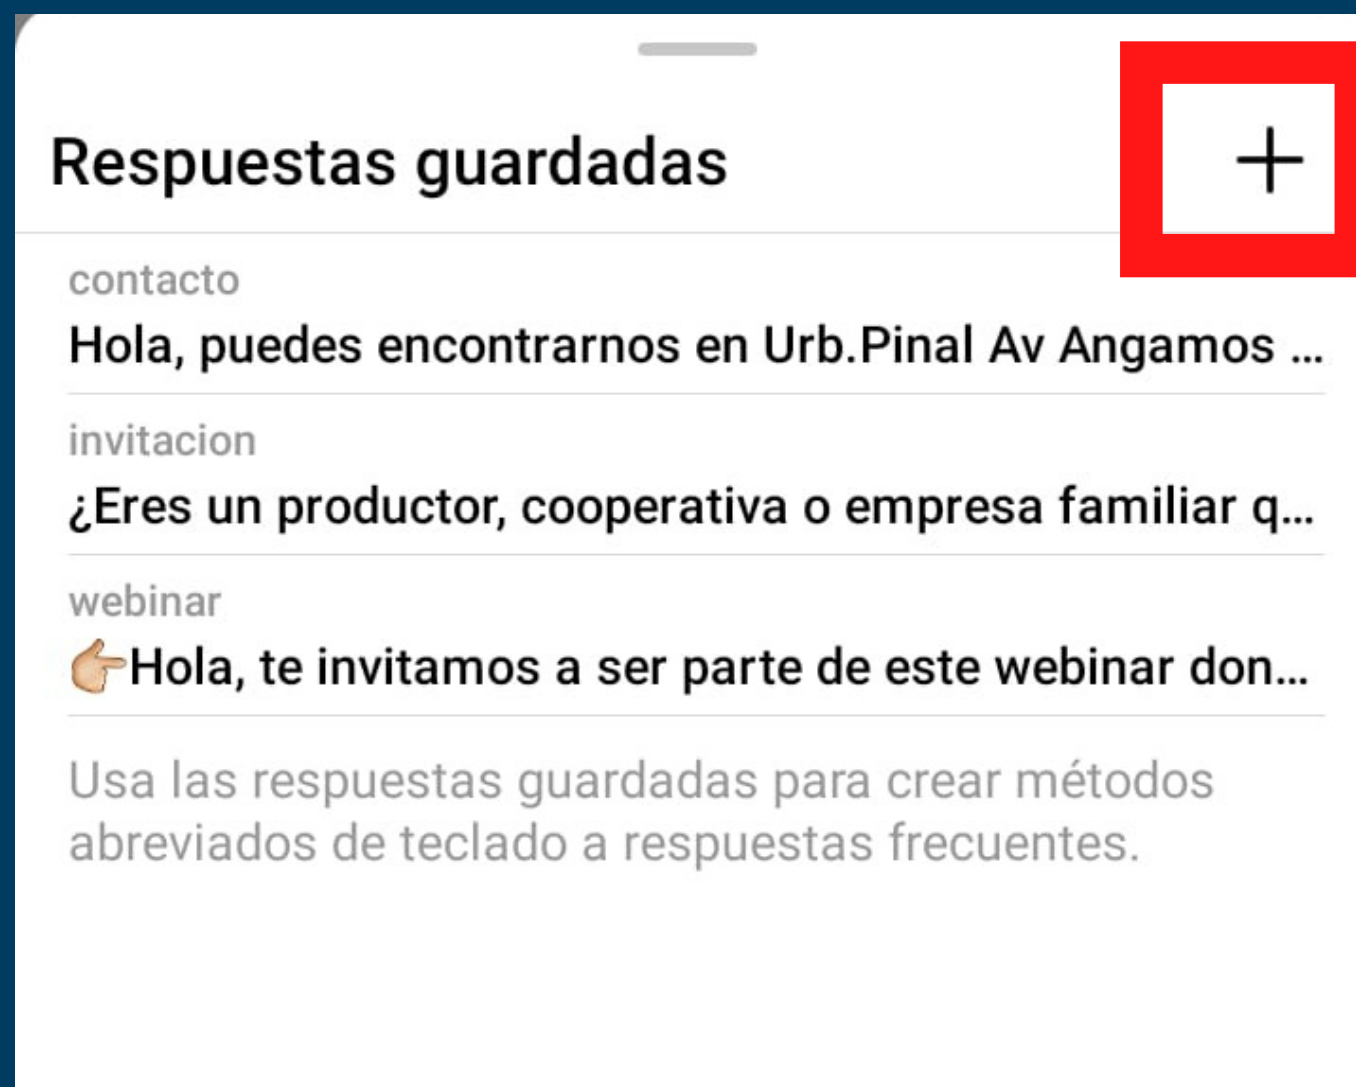 Respuestas guardadas
contacto
Hola, puedes encontrarnos en Urb.Pinal Av Angamos ...
invitacion
¿Eres un productor, cooperativa o empresa familiar q...
webinar
👉🏼Hola, te invitamos a ser parte de este webinar don...
Usa las respuestas guardadas para crear métodos
abreviados de teclado a respuestas frecuentes.